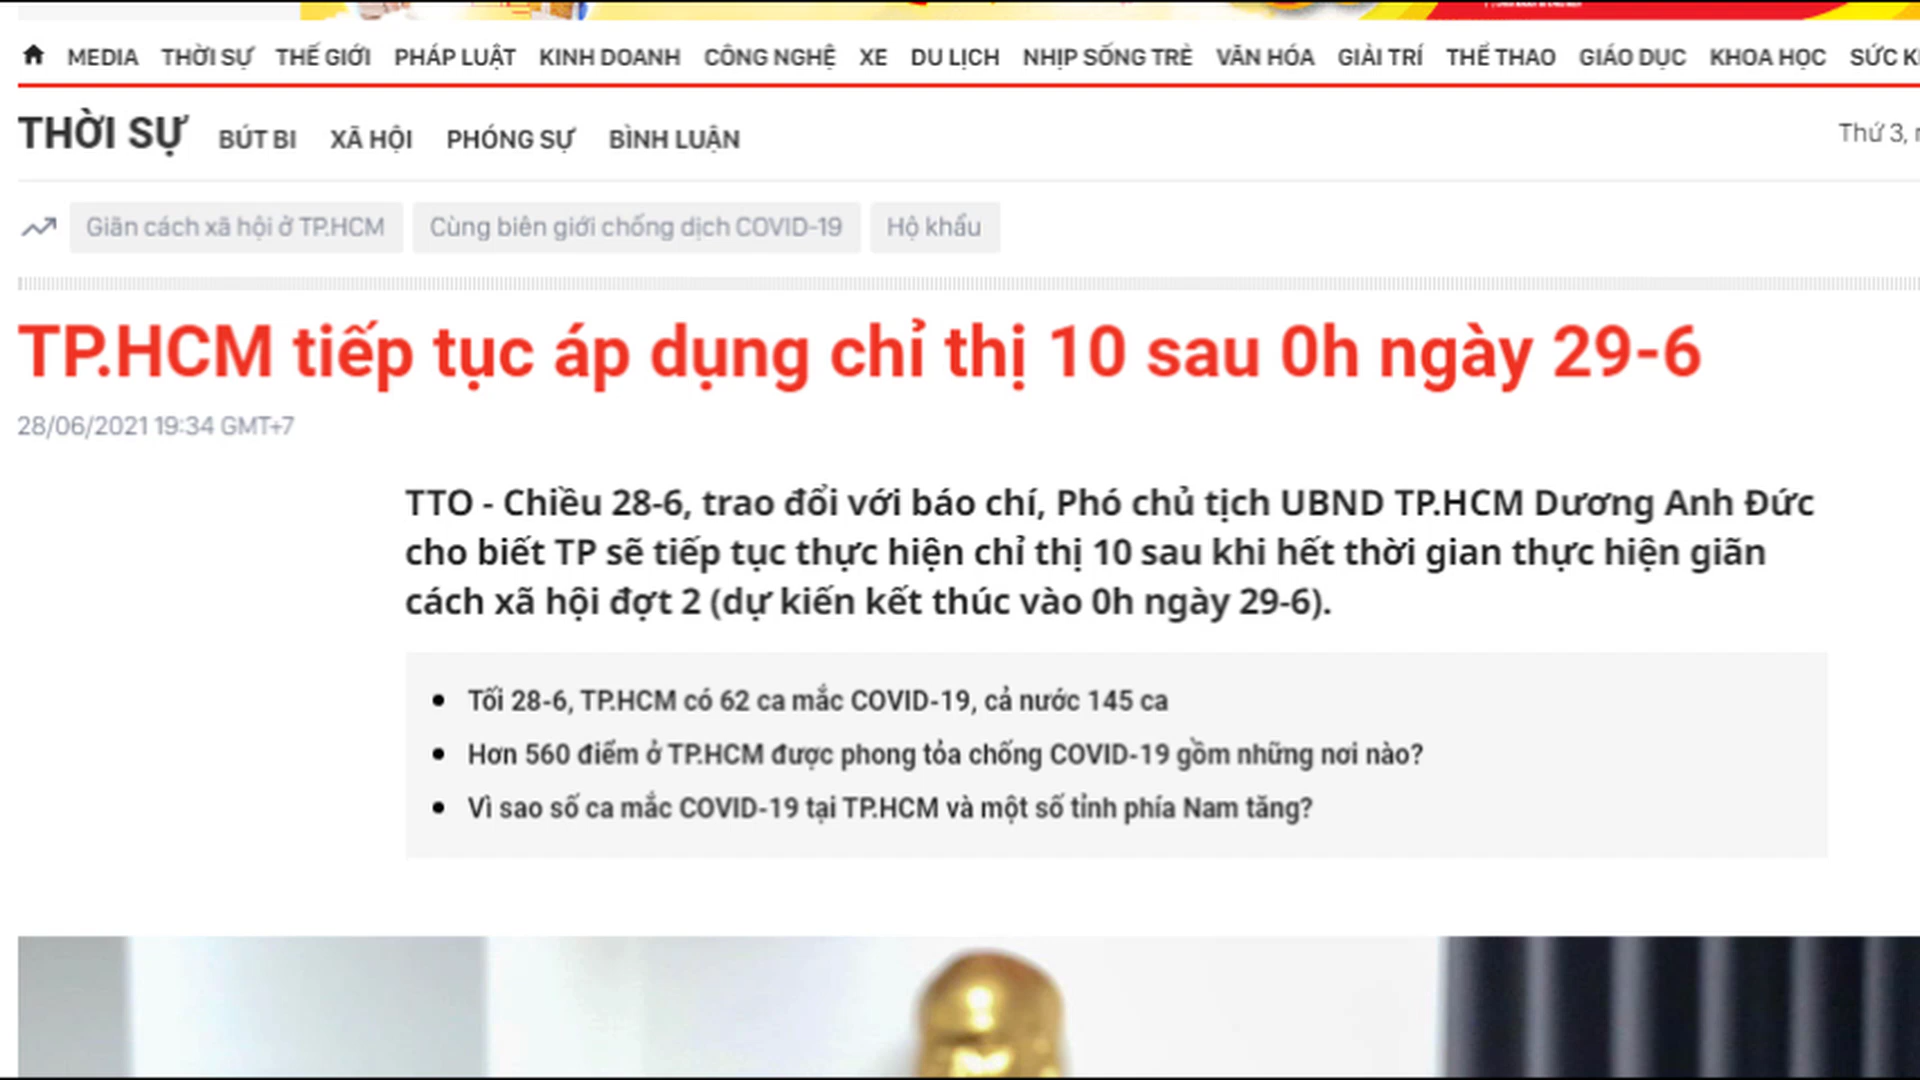 MEDIA THỜI SỰ THẾ GIỚI PHÁP LUẬT KINH DOANH CÔNG NGHỆ XE DU LỊCH NHỊP SỐNG TRẺ VĂN HÓA GIẢI TRÍ THỂ THAO GIÁO DỤC KHOA HỌC SỨC
THỜI SỰ BÚT BI XÃ HỘI PHÓNG SỰ BÌNH LUẬN Thứ 3,
Giãn cách xã hội ở TP.HCM Cùng biên giới chống dịch COVID-19 Hộ khẩu
TP.HCM tiếp tục áp dụng chỉ thị 10 sau 0h ngày 29-6
28/06/2021 19:34 GMT+7
TTO - Chiều 28-6, trao đổi với báo chí, Phó chủ tịch UBND TP.HCM Dương Anh Đức
cho biết TP sẽ tiếp tục thực hiện chỉ thị 10 sau khi hết thời gian thực hiện giãn
cách xã hội đợt 2 (dự kiến kết thúc vào 0h ngày 29-6).
Tối 28-6, TP.HCM có 62 ca mắc COVID-19, cả nước 145 ca
Hơn 560 điểm ở TP.HCM được phong tỏa chống COVID-19 gồm những nơi nào?
Vì sao số ca mắc COVID-19 tại TP.HCM và một số tỉnh phía Nam tăng?